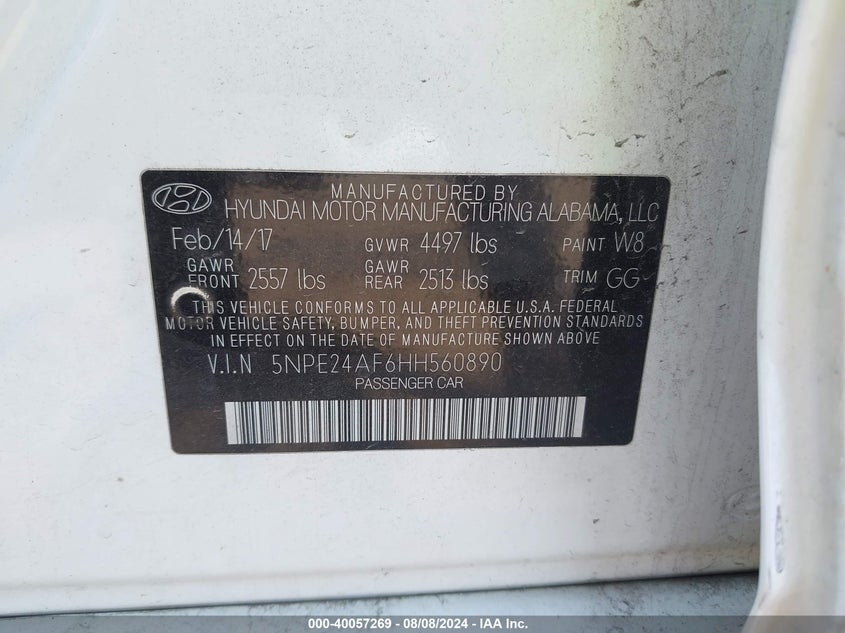 MANUFACTURED BY
HYUNDAI MOTOR MANUFACTURING ALABAMA, LLC
Feb/14/17 GVWR 4497 lbs PAINT W8
GAWR FRONT 2557 lbs GAWR REAR 2513 lbs TRIM GG
THIS VEHICLE CONFORMS TO ALL APPLICABLE U.S.A. FEDERAL
MOTOR VEHICLE SAFETY, BUMPER, AND THEFT PREVENTION STANDARDS
IN EFFECT ON THE DATE OF MANUFACTURE SHOWN ABOVE
V.I.N 5NPE24AF6HH560890
PASSENGER CAR
000-40057269 - 08/08/2024 - IAA Inc.